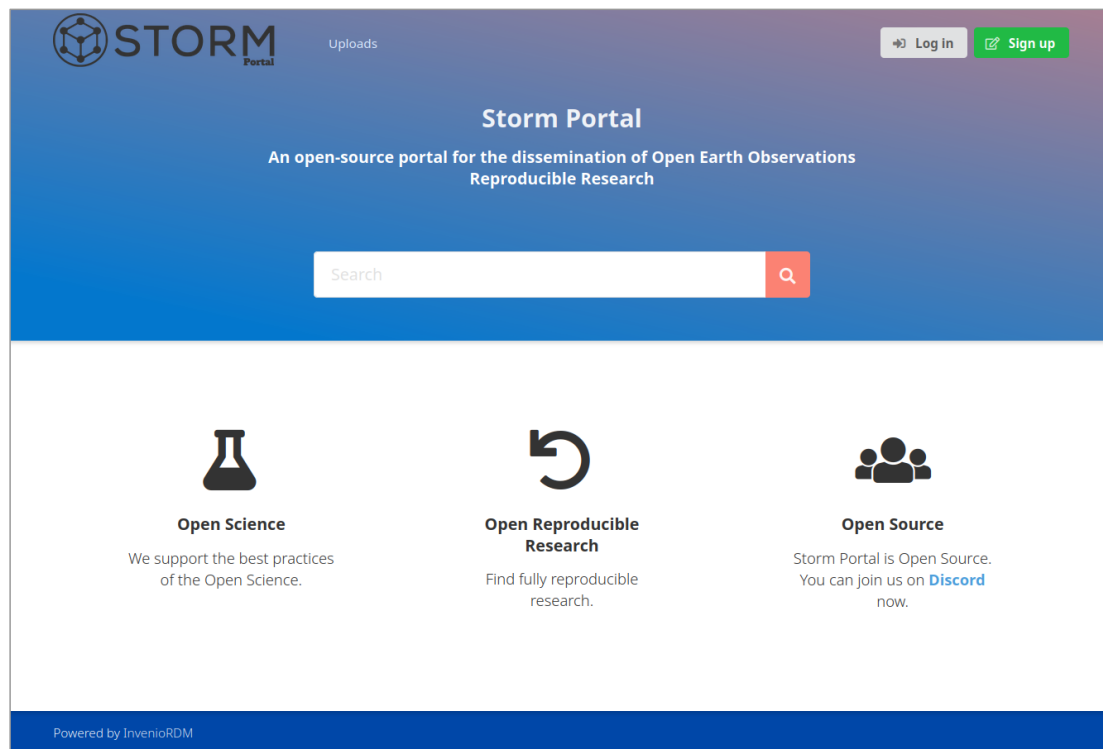 STORM
Portal
Uploads
Log in
Sign up
Storm Portal
An open-source portal for the dissemination of Open Earth Observations
Reproducible Research
Search
Open Science
We support the best practices
of the Open Science.
Open Reproducible
Research
Find fully reproducible
research.
Open Source
Storm Portal is Open Source.
You can join us on Discord
now.
Powered by InvenioRDM